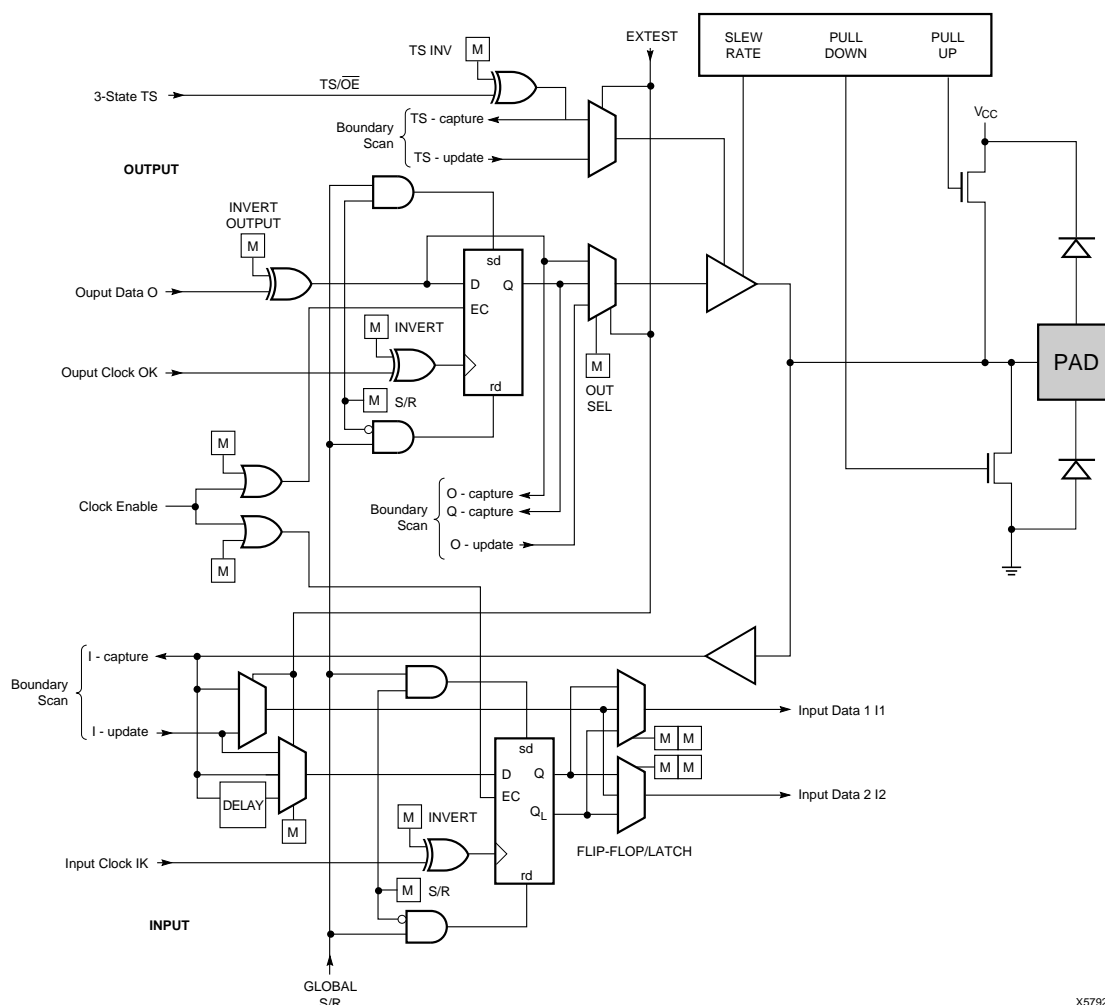 EXTEST
SLEW RATE
PULL DOWN
PULL UP
TS INV
M
3-State TS
TS/OE
VCC
Boundary Scan
TS - capture
TS - update
OUTPUT
INVERT OUTPUT
M
sd
D
Q
EC
rd
Ouput Data O
M
INVERT
Ouput Clock OK
M
S/R
M
OUT SEL
PAD
M
Clock Enable
M
Boundary Scan
O - capture
Q - capture
O - update
Boundary Scan
I - capture
I - update
DELAY
M
sd
D
Q
EC
QL
rd
M
INVERT
Input Clock IK
M
S/R
M M
M M
Input Data 1 I1
Input Data 2 I2
FLIP-FLOP/LATCH
INPUT
GLOBAL S/R
X5792